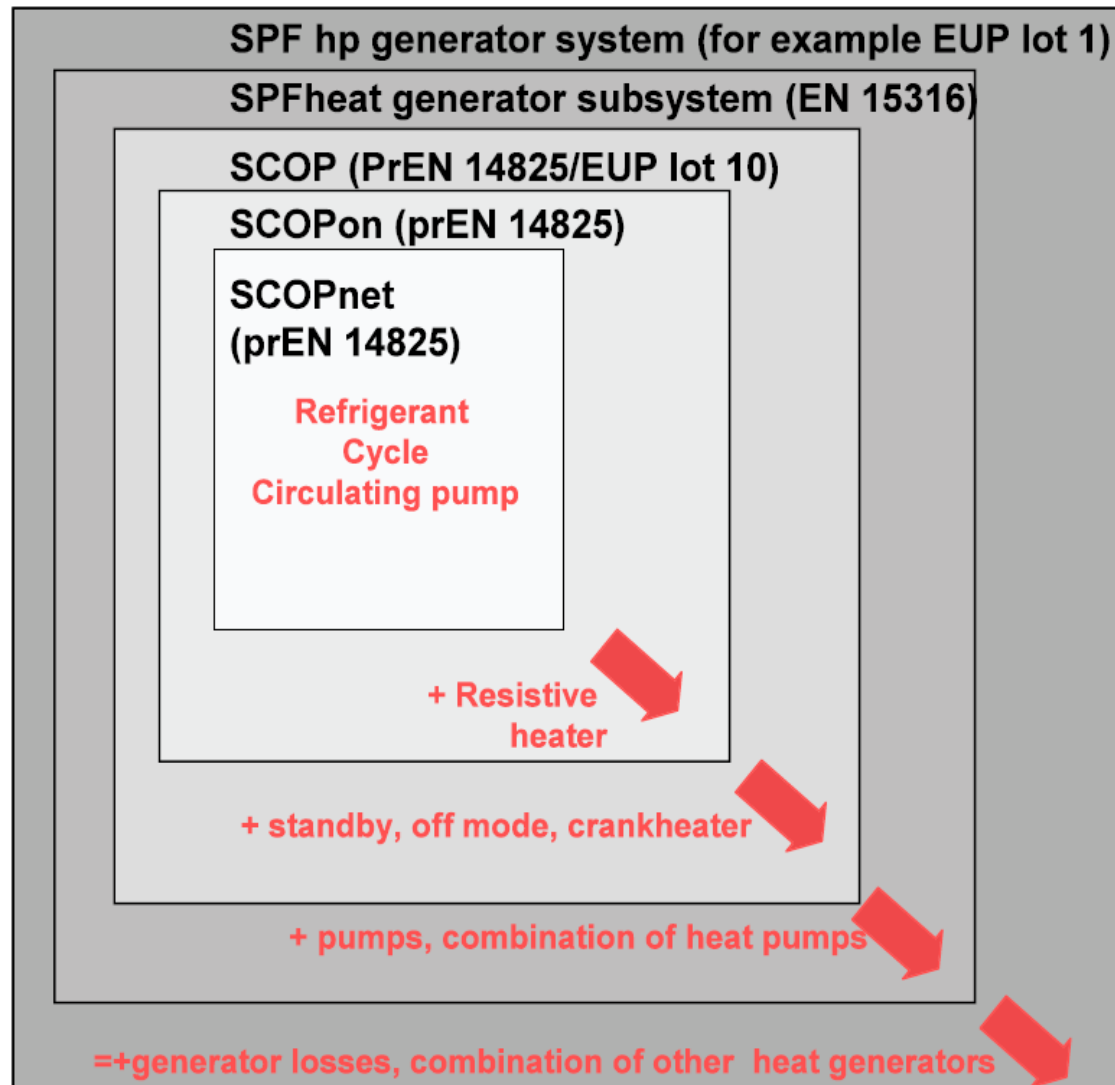 SPF hp generator system (for example EUP lot 1)
SPFheat generator subsystem (EN 15316)
SCOP (PrEN 14825/EUP lot 10)
SCOPon (prEN 14825)
SCOPnet
(prEN 14825)
Refrigerant
Cycle
Circulating pump
+ Resistive
heater
+ standby, off mode, crankheater
+ pumps, combination of heat pumps
=+generator losses, combination of other heat generators